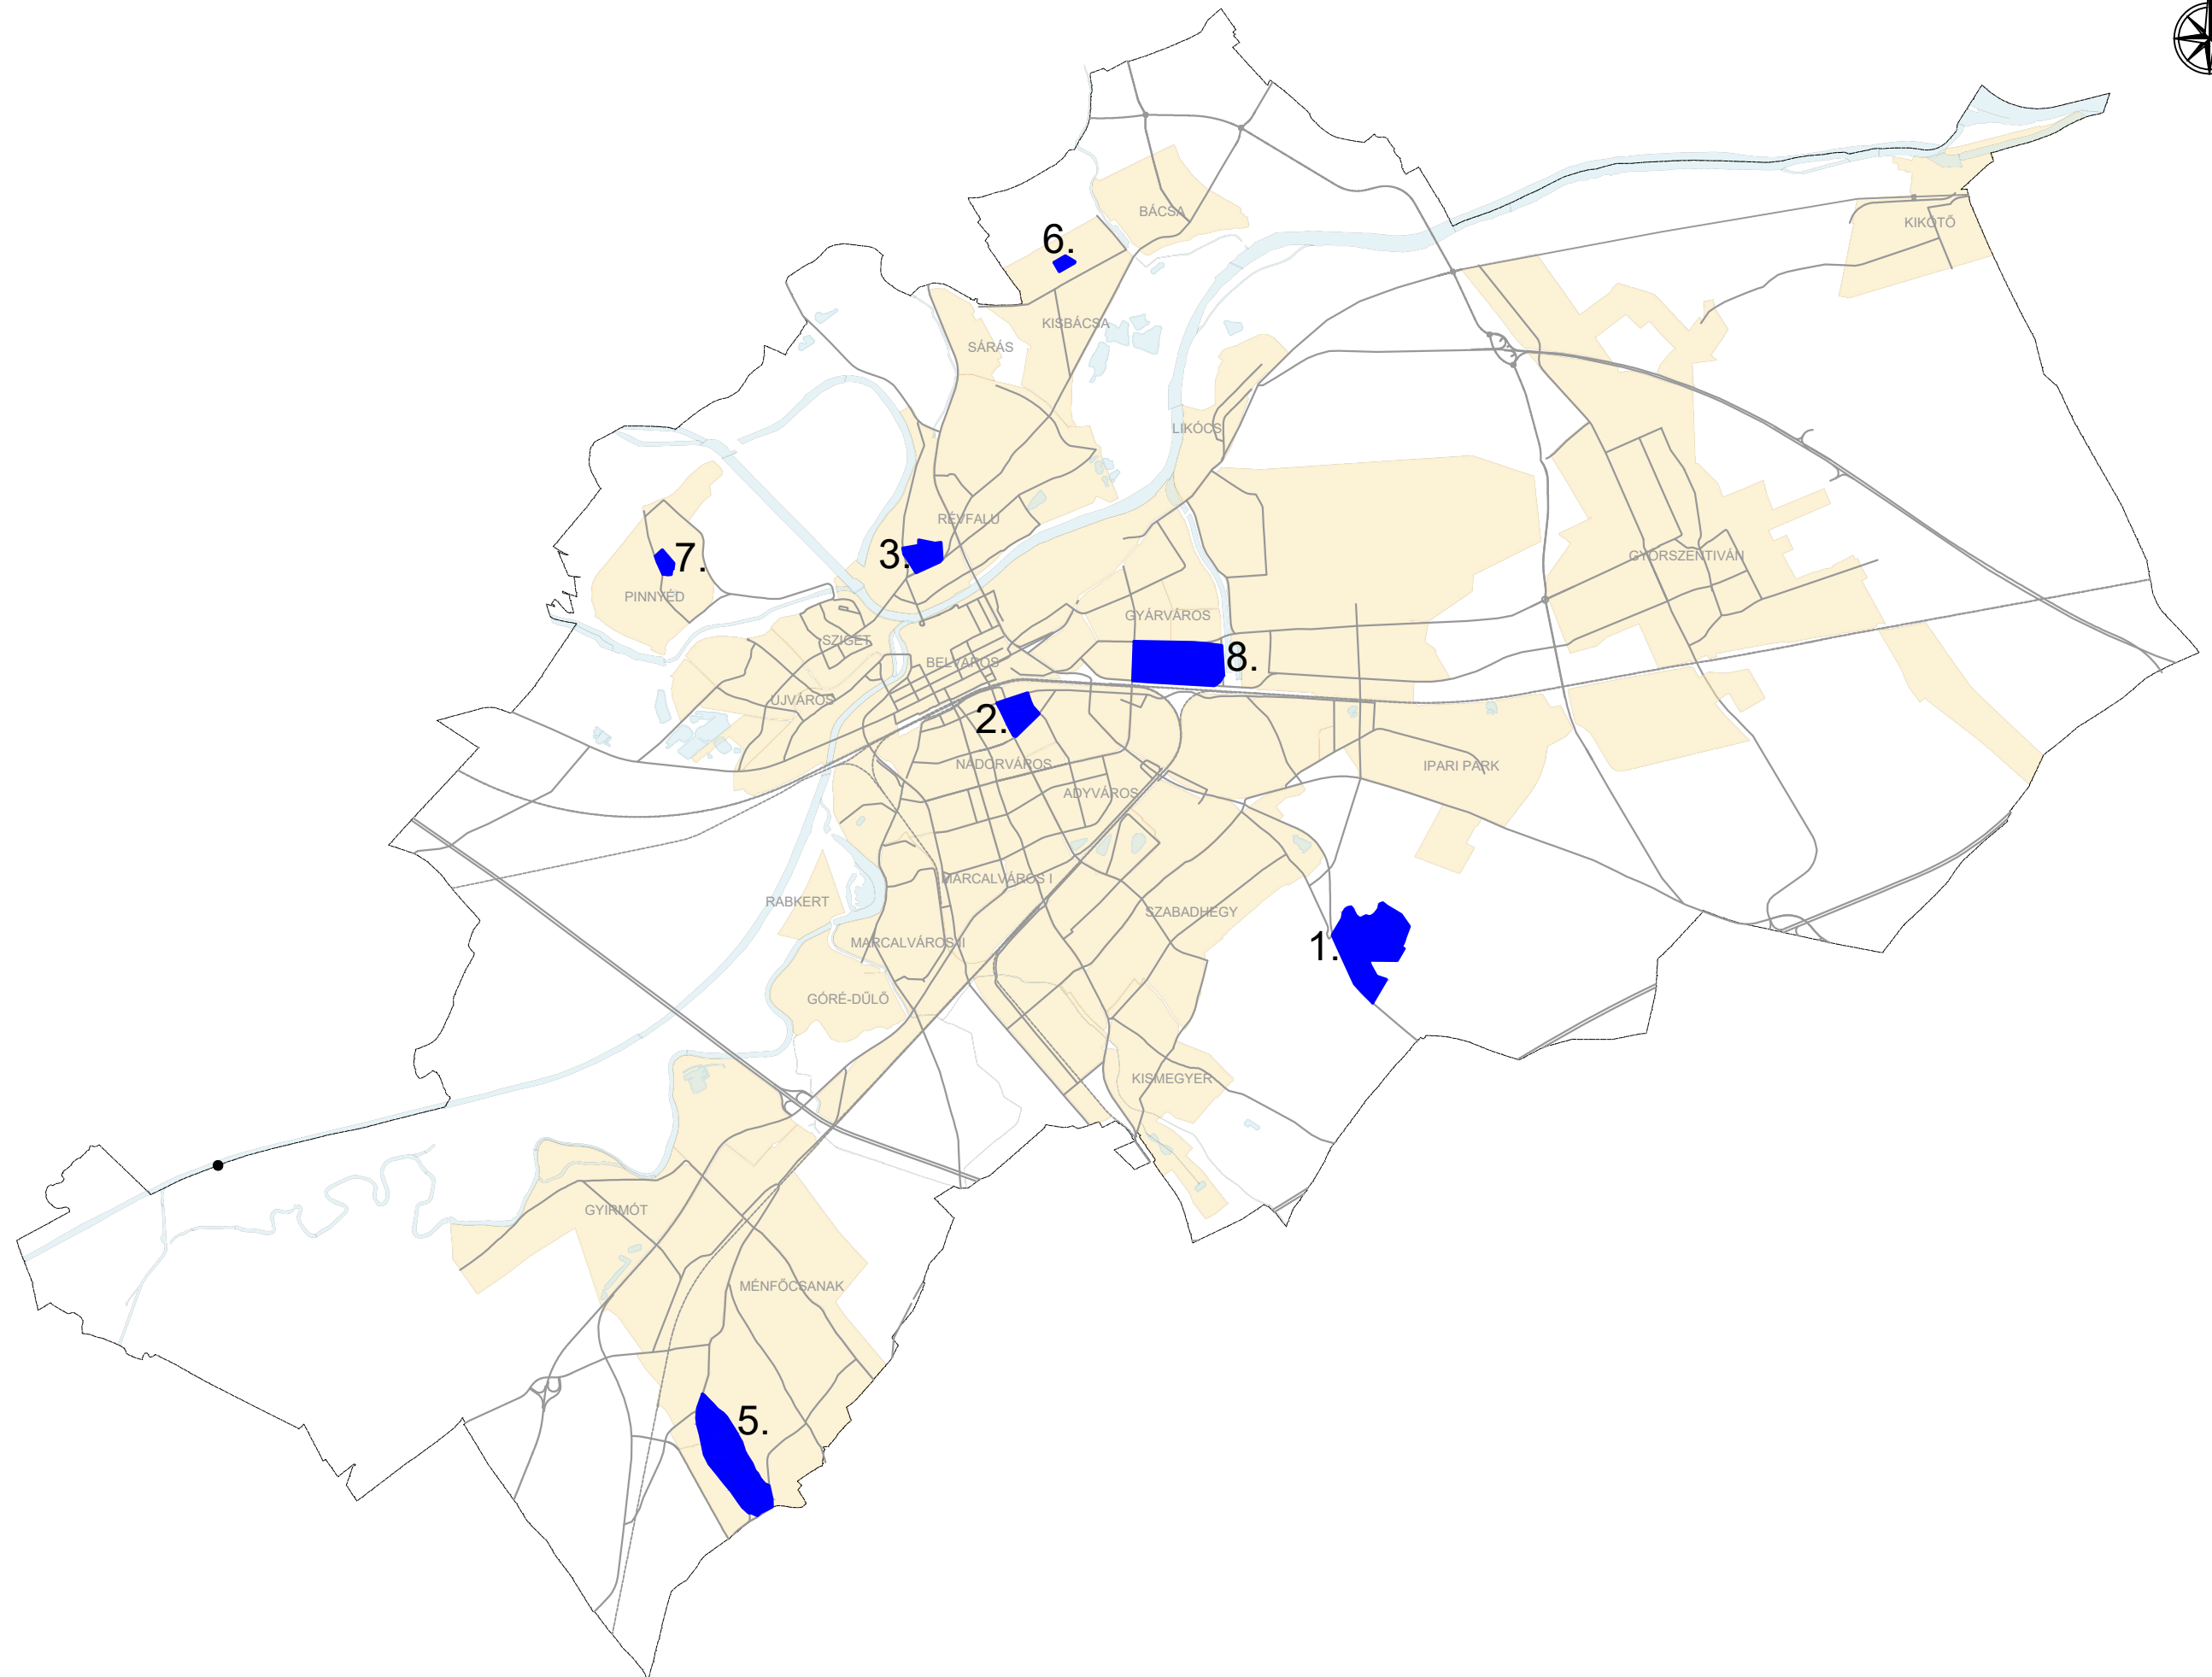 BÁCSA
KIKÖTŐ
6.
KISBÁCSA
SÁRÁS
LIKÓCS
RÉVFALU
3.
7.
GYŐRSZENTIVÁN
PINNYÉD
GYÁRVÁROS
SZIGET
8.
BELVÁROS
ÚJVÁROS
2.
NÁDORVÁROS
IPARI PARK
ADYVÁROS
MARCALVÁROS I
RABKERT
SZABADHEGY
MARCALVÁROS II
1.
GÓRÉ-DŰLŐ
KISMEGYER
GYIRMÓT
MÉNFŐCSANAK
5.